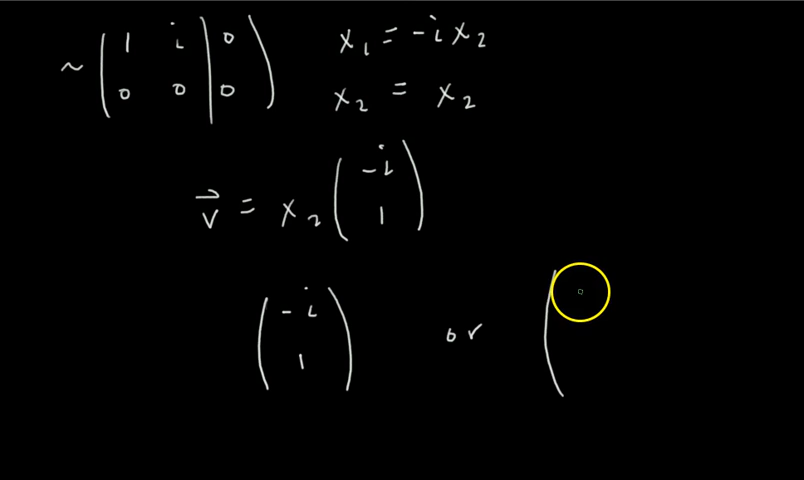 ~ ( 1 i | 0 ) x₁ = -i x₂
( 0 0 | 0 ) x₂ = x₂
v⃗ = x₂ ( -i
1 )
( -i
1 ) or (